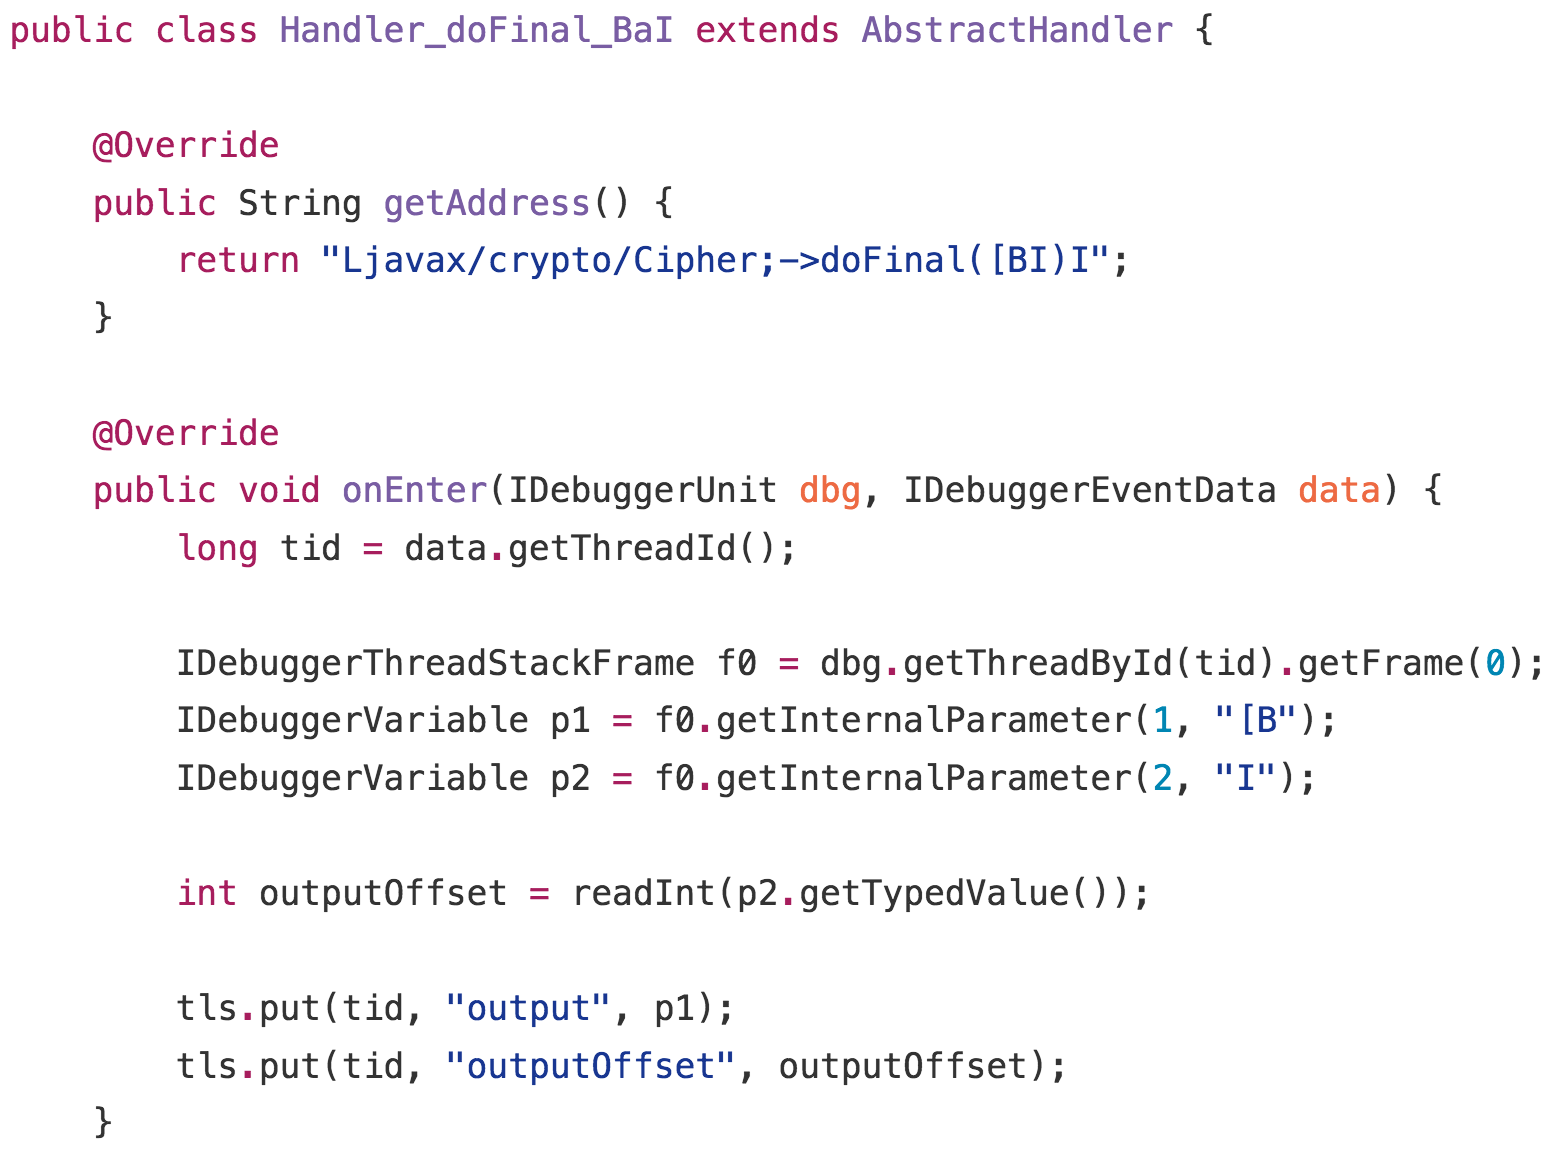 public class Handler_doFinal_BaI extends AbstractHandler {
@Override
public String getAddress() {
return "Ljavax/crypto/Cipher;->doFinal([BI)I";
}
@Override
public void onEnter(IDebuggerUnit dbg, IDebuggerEventData data) {
long tid = data.getThreadId();
IDebuggerThreadStackFrame f0 = dbg.getThreadById(tid).getFrame(0);
IDebuggerVariable p1 = f0.getInternalParameter(1, "[B");
IDebuggerVariable p2 = f0.getInternalParameter(2, "I");
int outputOffset = readInt(p2.getTypedValue());
tls.put(tid, "output", p1);
tls.put(tid, "outputOffset", outputOffset);
}